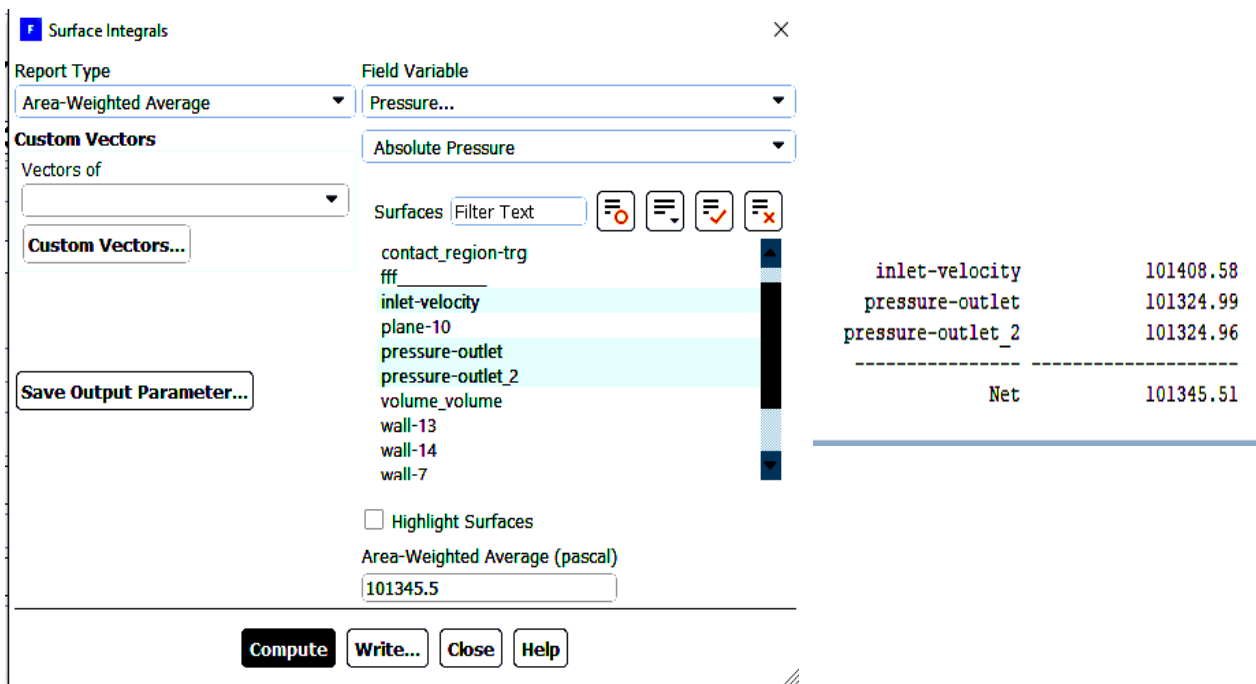 F Surface Integrals
Report Type
Area-Weighted Average
Custom Vectors
Vectors of
Custom Vectors...
Save Output Parameter...
Field Variable
Pressure...
Absolute Pressure
Surfaces Filter Text
contact_region-trg
fff_________
inlet-velocity
plane-10
pressure-outlet
pressure-outlet_2
volume_volume
wall-13
wall-14
wall-7
Highlight Surfaces
Area-Weighted Average (pascal)
101345.5
Compute Write... Close Help
inlet-velocity 101408.58
pressure-outlet 101324.99
pressure-outlet_2 101324.96
---------------- --------------------
Net 101345.51